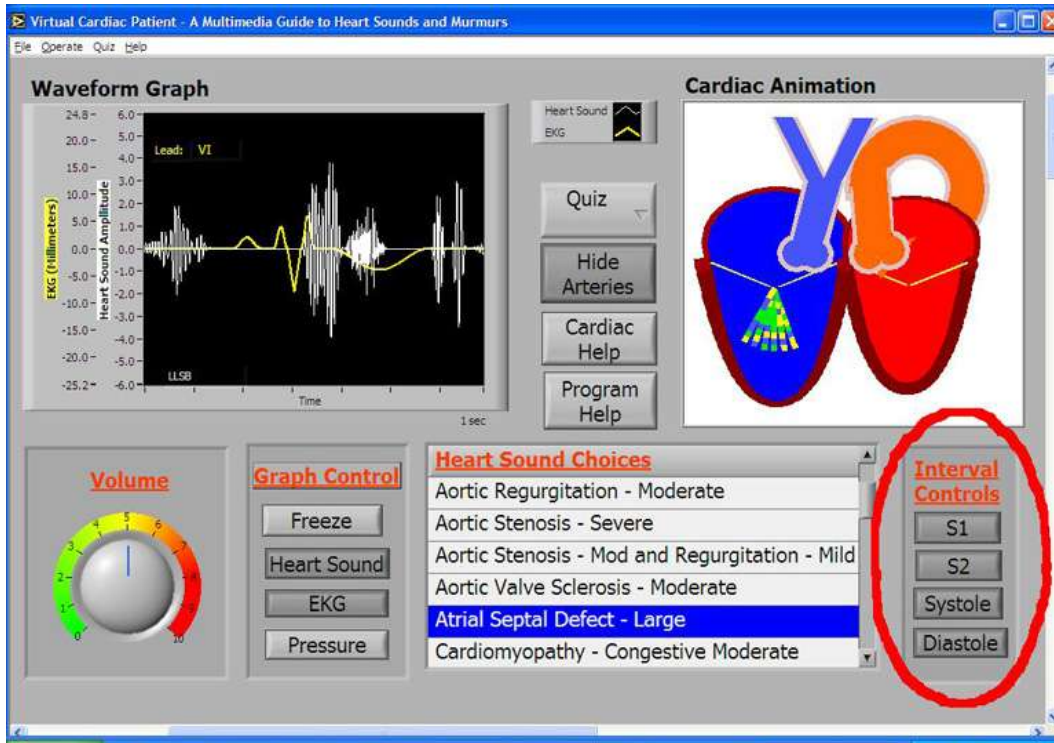 Virtual Cardiac Patient - A Multimedia Guide to Heart Sounds and Murmurs
File Operate Quiz Help
Waveform Graph
Cardiac Animation
24.8-
20.0-
15.0-
10.0-
5.0-
0.0-
-5.0-
-10.0-
-15.0-
-20.0-
-25.2-
EKG (Millimeters)
6.0-
5.0-
4.0-
3.0-
2.0-
1.0-
0.0-
-1.0-
-2.0-
-3.0-
-4.0-
-5.0-
-6.0-
Heart Sound Amplitude
Lead: VI
LLSB
Time
1 sec
Heart Sound
EKG
Quiz
Hide
Arteries
Cardiac
Help
Program
Help
Volume
0
1
2
3
4
5
6
7
8
9
10
Graph Control
Freeze
Heart Sound
EKG
Pressure
Heart Sound Choices
Aortic Regurgitation - Moderate
Aortic Stenosis - Severe
Aortic Stenosis - Mod and Regurgitation - Mild
Aortic Valve Sclerosis - Moderate
Atrial Septal Defect - Large
Cardiomyopathy - Congestive Moderate
Interval
Controls
S1
S2
Systole
Diastole